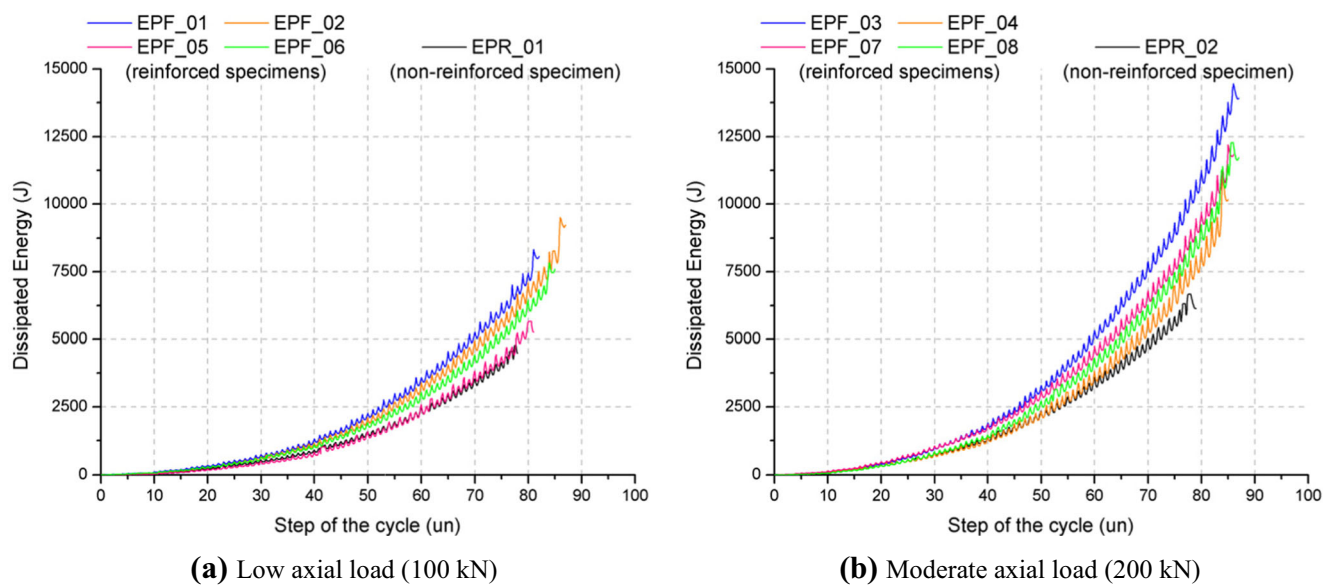 EPF_01 EPF_02
EPF_05 EPF_06 EPR_01
(reinforced specimens) (non-reinforced specimen)
15000
12500
10000
7500
5000
2500
0
Dissipated Energy (J)
0 10 20 30 40 50 60 70 80 90 100
Step of the cycle (un)
(a) Low axial load (100 kN)
EPF_03 EPF_04
EPF_07 EPF_08 EPR_02
(reinforced specimens) (non-reinforced specimen)
15000
12500
10000
7500
5000
2500
0
Dissipated Energy (J)
0 10 20 30 40 50 60 70 80 90 100
Step of the cycle (un)
(b) Moderate axial load (200 kN)